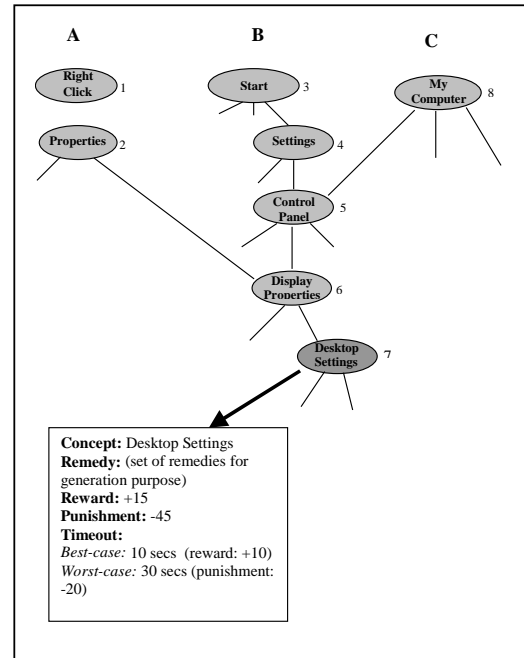 A B C
Right
Click 1
Start 3
My
Computer 8
Properties 2
Settings 4
Control
Panel 5
Display
Properties 6
Desktop
Settings 7
Concept: Desktop Settings
Remedy: (set of remedies for
generation purpose)
Reward: +15
Punishment: -45
Timeout:
Best-case: 10 secs (reward: +10)
Worst-case: 30 secs (punishment:
-20)